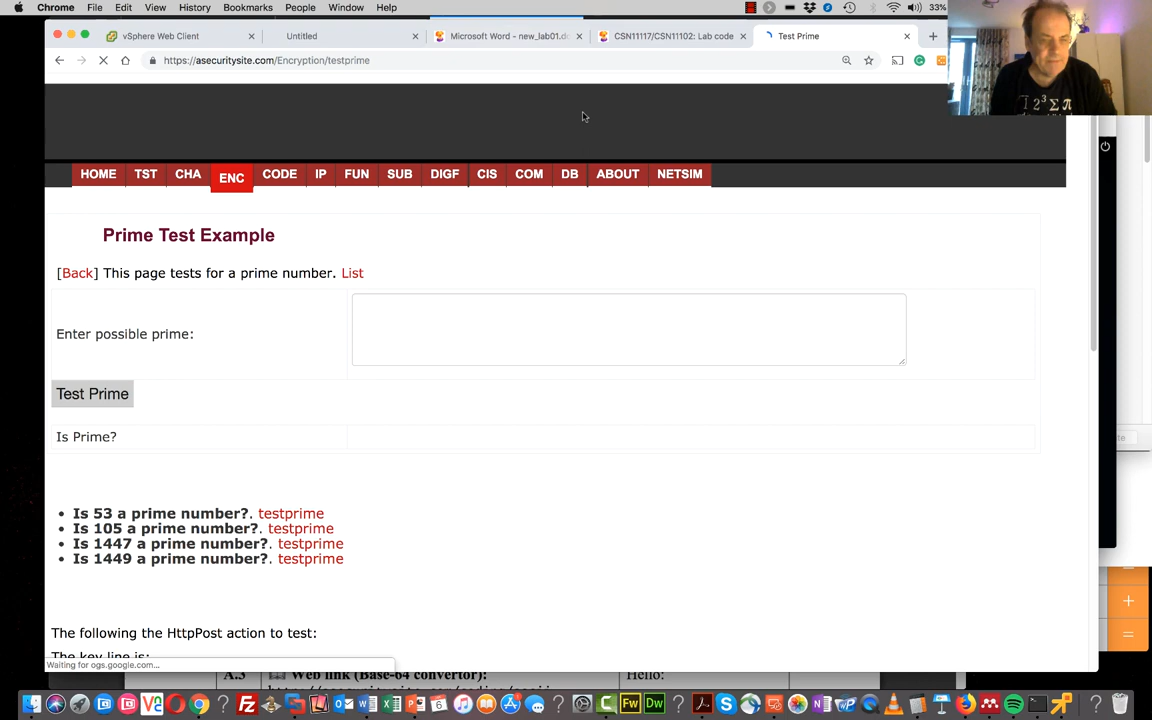 Chrome File Edit View History Bookmarks People Window Help 33%
vSphere Web Client Untitled Microsoft Word - new_lab01.dc CSN11117/CSN11102: Lab code Test Prime
https://asecuritysite.com/Encryption/testprime
HOME TST CHA ENC CODE IP FUN SUB DIGF CIS COM DB ABOUT NETSIM
Prime Test Example
[Back] This page tests for a prime number. List
Enter possible prime:
Test Prime
Is Prime?
• Is 53 a prime number?. testprime
• Is 105 a prime number?. testprime
• Is 1447 a prime number?. testprime
• Is 1449 a prime number?. testprime
The following the HttpPost action to test:
The key line is:
Waiting for ogs.google.com...
A.3 Web link (Base-64 convertor): Hello: